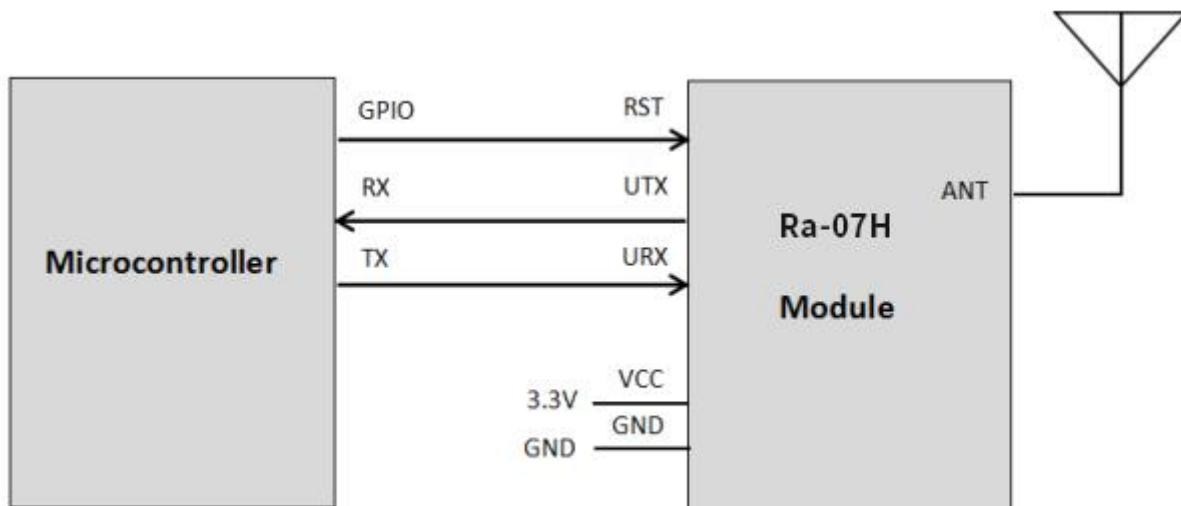 GPIO RST
RX UTX
ANT
Ra-07H
Microcontroller
TX URX
Module
VCC
3.3V
GND
GND